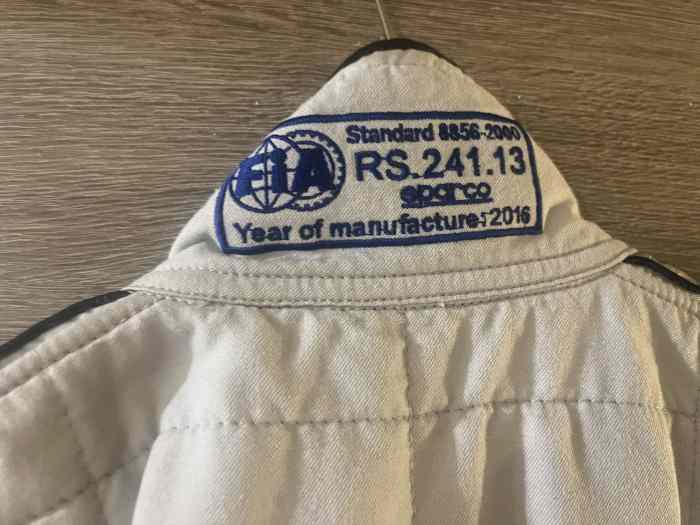 FIA
Standard 8856-2000
RS.241.13
sparco
Year of manufacture: 2016